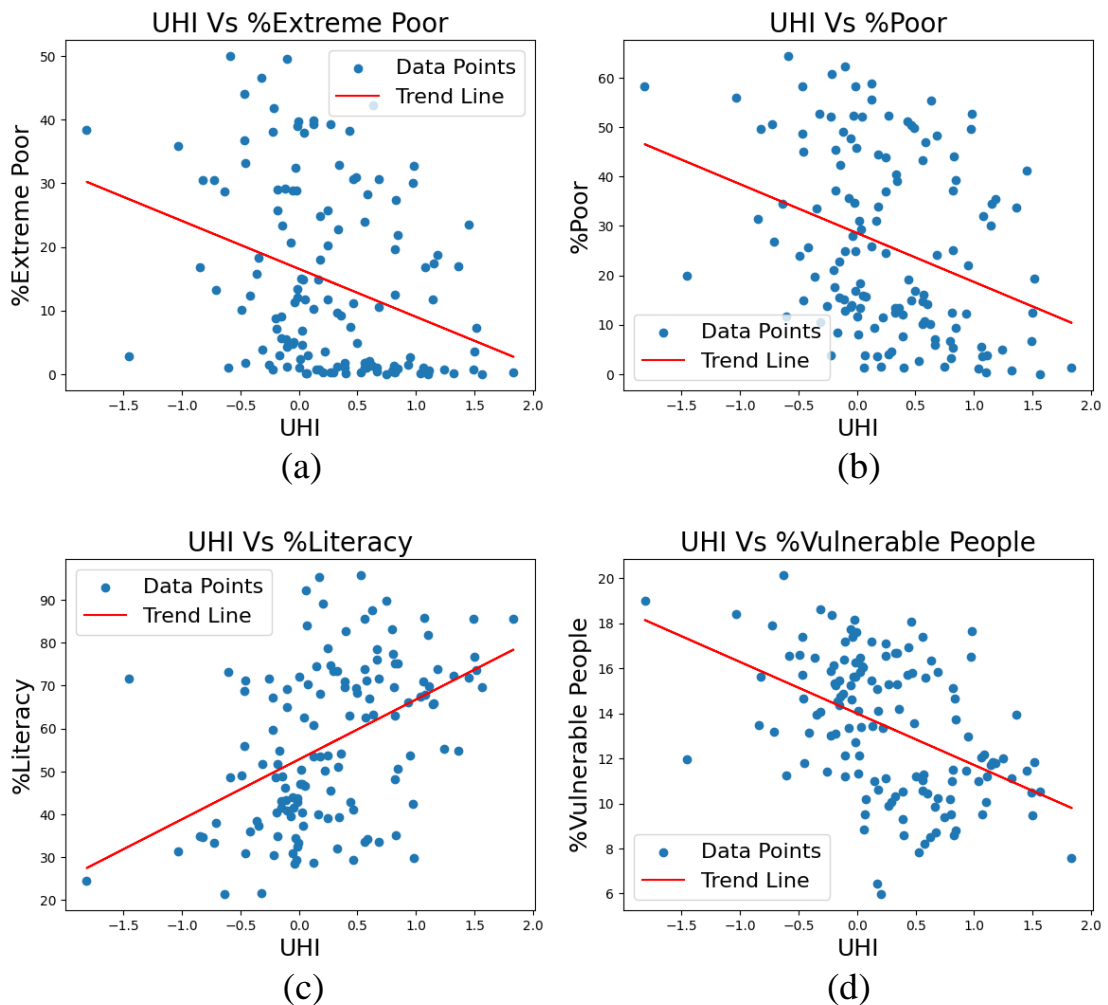 UHI Vs %Extreme Poor
%Extreme Poor
50
40
30
20
10
0
Data Points
Trend Line
−1.5 −1.0 −0.5 0.0 0.5 1.0 1.5 2.0
UHI
(a)
UHI Vs %Poor
%Poor
60
50
40
30
20
10
0
Data Points
Trend Line
−1.5 −1.0 −0.5 0.0 0.5 1.0 1.5 2.0
UHI
(b)
UHI Vs %Literacy
%Literacy
90
80
70
60
50
40
30
20
Data Points
Trend Line
−1.5 −1.0 −0.5 0.0 0.5 1.0 1.5 2.0
UHI
(c)
UHI Vs %Vulnerable People
%Vulnerable People
20
18
16
14
12
10
8
6
Data Points
Trend Line
−1.5 −1.0 −0.5 0.0 0.5 1.0 1.5 2.0
UHI
(d)